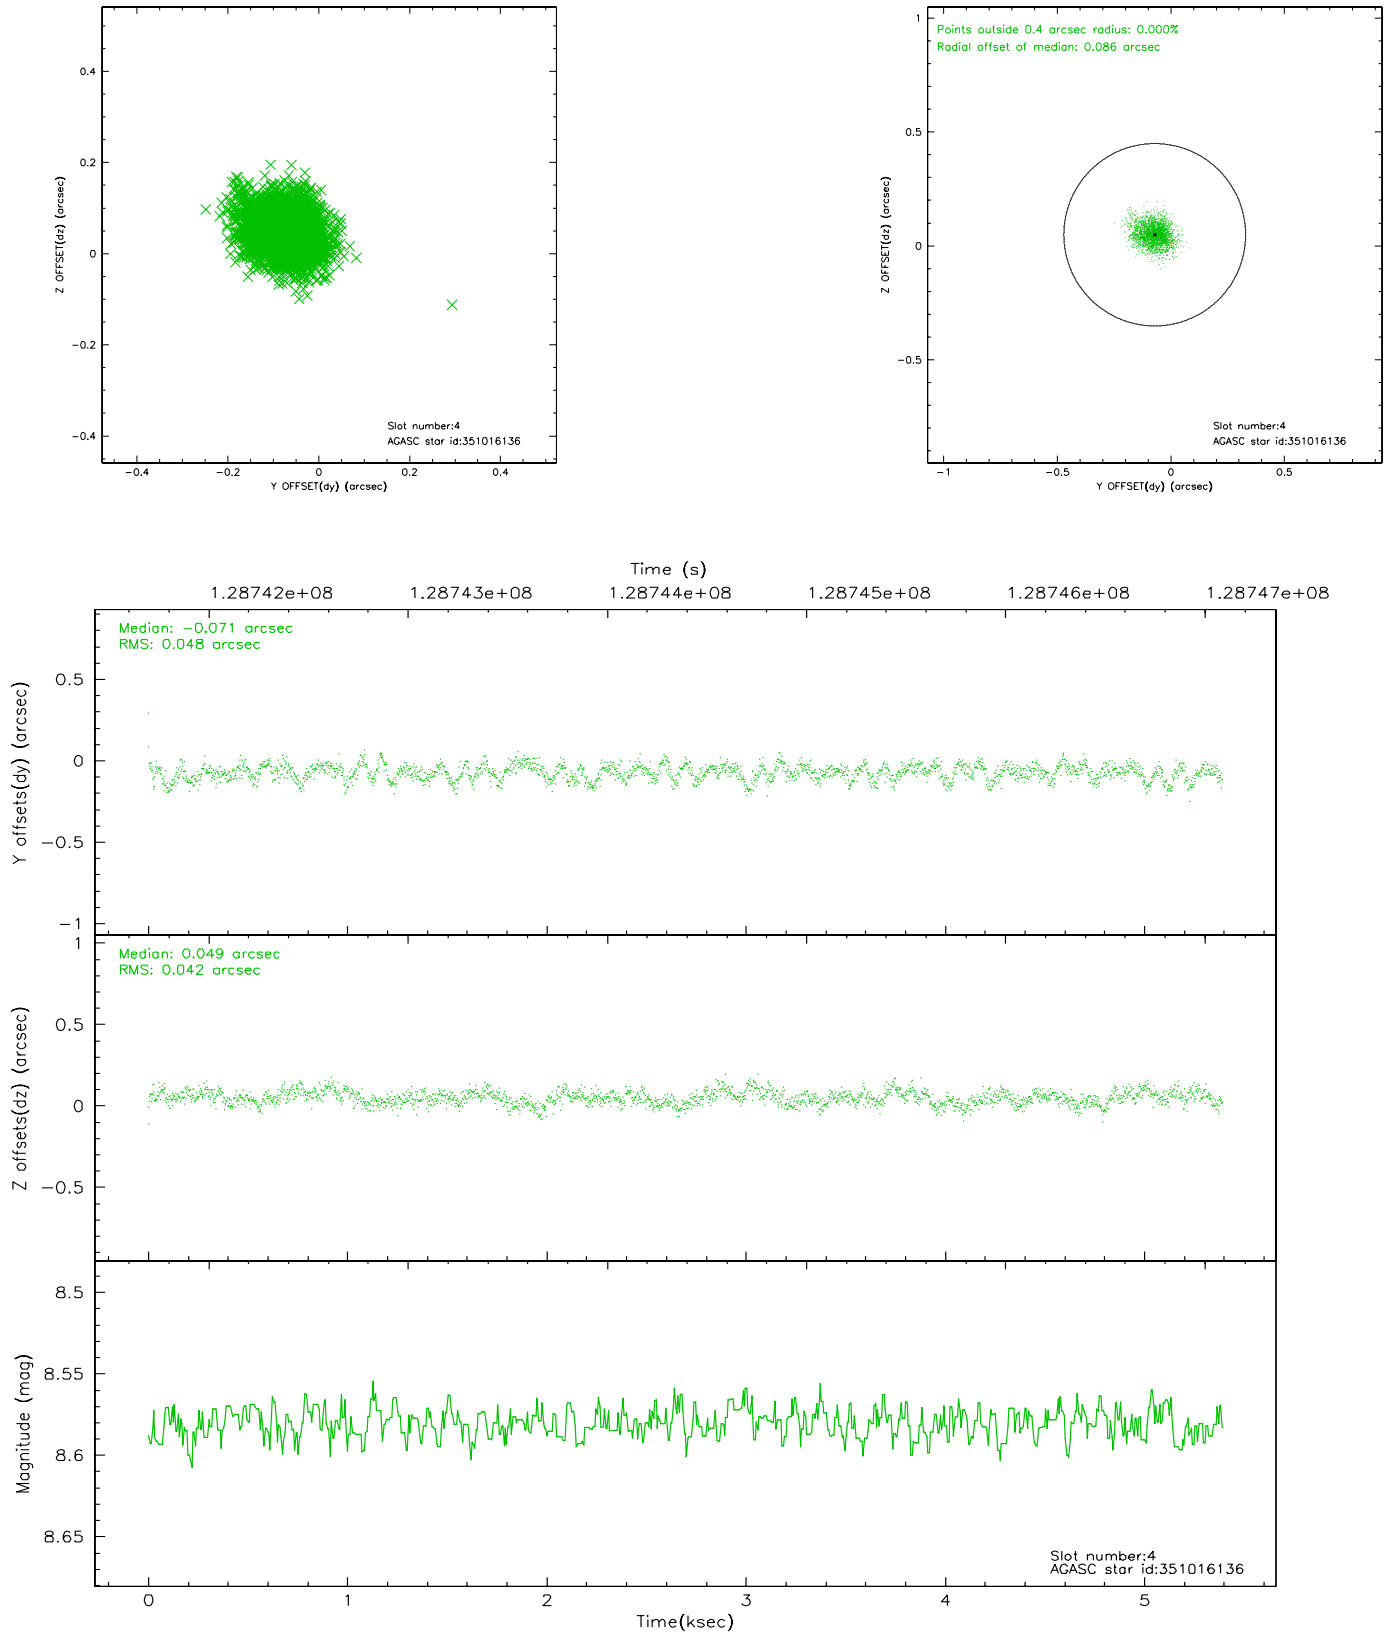 0.4
0.2
0
−0.2
−0.4
Z OFFSET(dz) (arcsec)
Slot number:4
AGASC star id:351016136
−0.4 −0.2 0 0.2 0.4
Y OFFSET(dy) (arcsec)
Points outside 0.4 arcsec radius: 0.000%
Radial offset of median: 0.086 arcsec
1
0.5
0
−0.5
Z OFFSET(dz) (arcsec)
Slot number:4
AGASC star id:351016136
−1 −0.5 0 0.5
Y OFFSET(dy) (arcsec)
Time (s)
1.28742e+08 1.28743e+08 1.28744e+08 1.28745e+08 1.28746e+08 1.28747e+08
Median: −0.071 arcsec
RMS: 0.048 arcsec
0.5
0
−0.5
−1
Y offsets(dy) (arcsec)
Median: 0.049 arcsec
RMS: 0.042 arcsec
1
0.5
0
−0.5
Z offsets(dz) (arcsec)
8.5
8.55
8.6
8.65
Magnitude (mag)
Slot number:4
AGASC star id:351016136
0 1 2 3 4 5
Time(ksec)